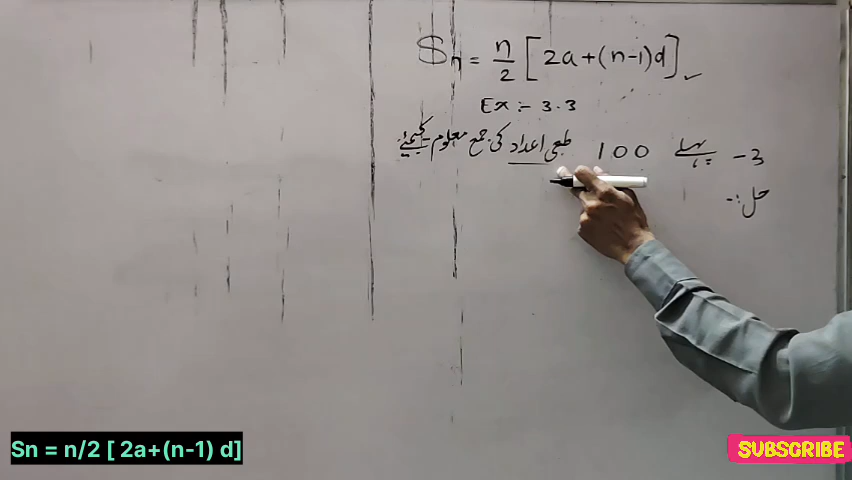 Sn = n/2 [2a+(n-1)d]
Ex :- 3.3
3- پہلے 100 طبعی اعداد کی جمع معلوم کیجیئے
حل :-
Sn = n/2 [ 2a+(n-1) d]
SUBSCRIBE